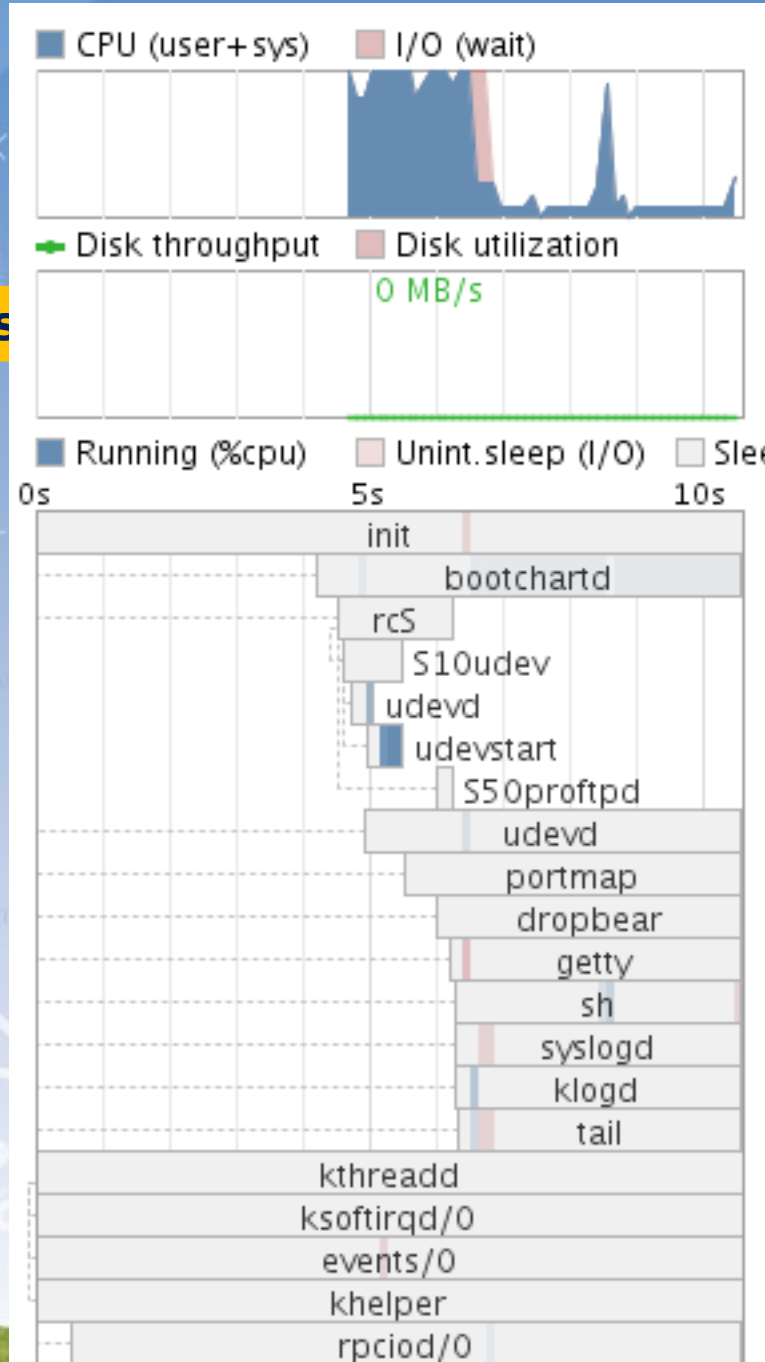 CPU (user+sys) I/O (wait)
Disk throughput Disk utilization
0 MB/s
Running (%cpu) Unint.sleep (I/O) Slee
0s 5s 10s
init
bootchartd
rcS
S10udev
udevd
udevstart
S50proftpd
udevd
portmap
dropbear
getty
sh
syslogd
klogd
tail
kthreadd
ksoftirqd/0
events/0
khelper
rpciod/0